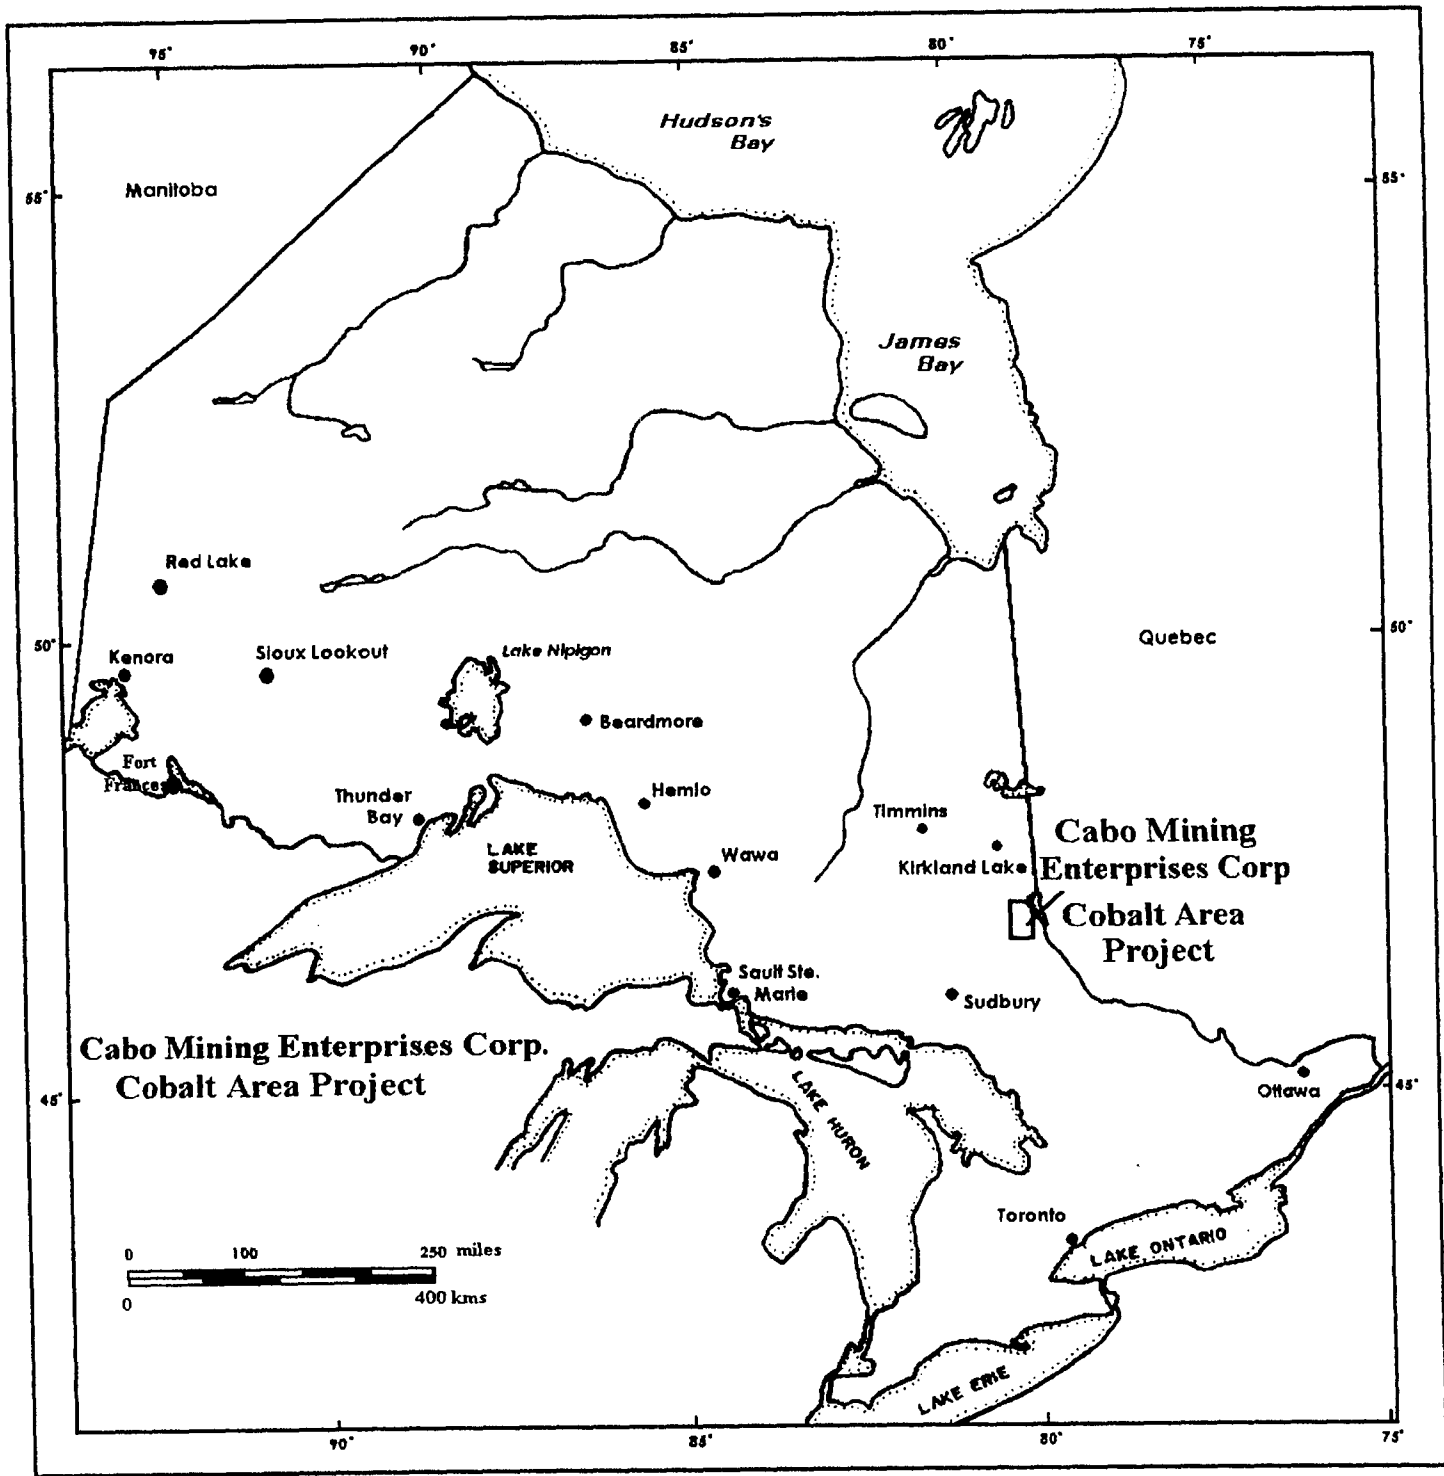 95°
90°
85°
80°
75°
Hudson's
Bay
Manitoba
55°
55°
James
Bay
Red Lake
50°
50°
Kenora
Sioux Lookout
Lake Nipigon
Quebec
Beardmore
Fort
Frances
Thunder
Bay
Hemlo
Timmins
LAKE
SUPERIOR
Wawa
Kirkland Lake
Cabo Mining
Enterprises Corp
Cobalt Area
Project
Sault Ste.
Marie
Sudbury
Cabo Mining Enterprises Corp.
Cobalt Area Project
LAKE HURON
Ottawa
45°
45°
Toronto
LAKE ONTARIO
0 100 250 miles
0 400 kms
LAKE ERIE
90°
85°
80°
75°